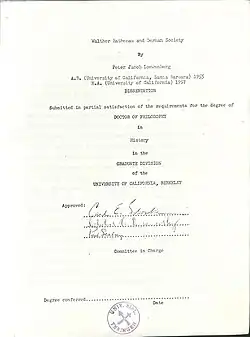 Walther Rathenau and German Society
By
Peter Jacob Loewenberg
A.B. (University of California, Santa Barbara) 1955
M.A. (University of California) 1957
DISSERTATION
Submitted in partial satisfaction of the requirements for the degree of
DOCTOR OF PHILOSOPHY
in
History
in the
GRADUATE DIVISION
of the
UNIVERSITY OF CALIFORNIA, BERKELEY
Approved:
Committee in Charge
Degree conferred
Date